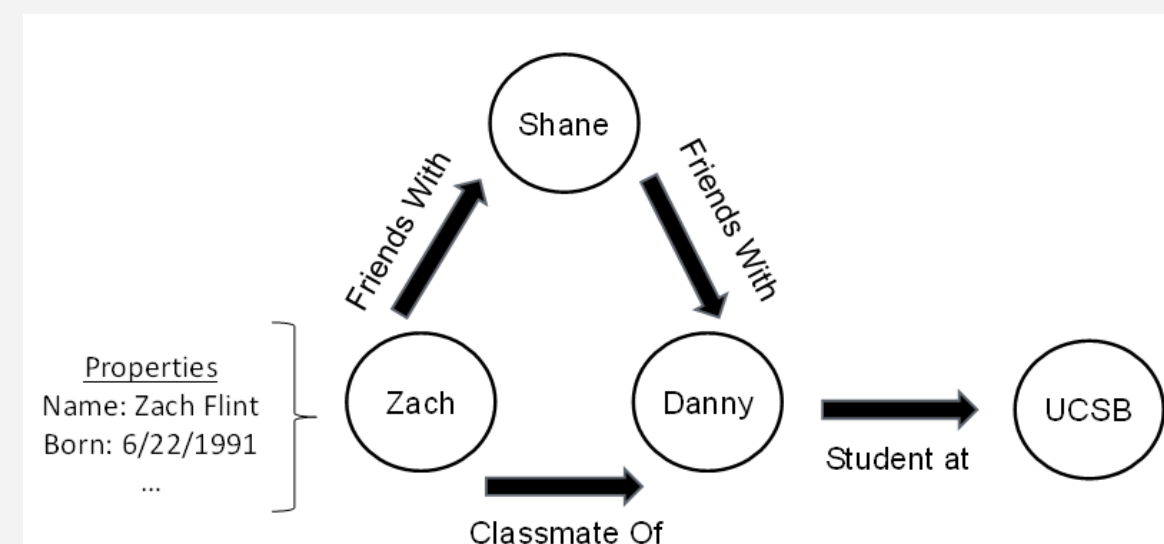 Shane
Friends With
Friends With
Properties
Name: Zach Flint
Born: 6/22/1991
...
Zach
Danny
UCSB
Student at
Classmate Of